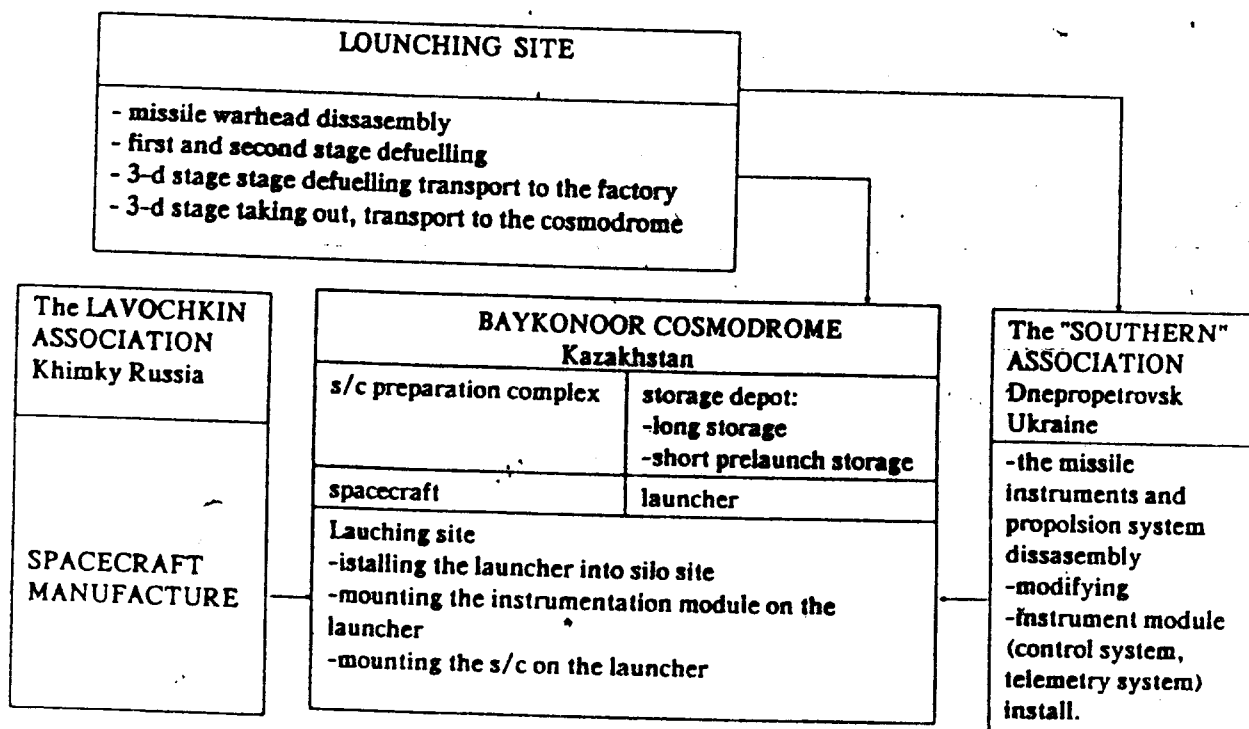 LOUNCHING SITE
- missile warhead dissasembly
- first and second stage defuelling
- 3-d stage stage defuelling transport to the factory
- 3-d stage taking out, transport to the cosmodrome
The LAVOCHKIN
ASSOCIATION
Khimky Russia
SPACECRAFT
MANUFACTURE
BAYKONOOR COSMODROME
Kazakhstan
s/c preparation complex
storage depot:
-long storage
-short prelaunch storage
spacecraft
launcher
Lauching site
-istalling the launcher into silo site
-mounting the instrumentation module on the
launcher
-mounting the s/c on the launcher
The "SOUTHERN"
ASSOCIATION
Dnepropetrovsk
Ukraine
-the missile
instruments and
propolsion system
dissasembly
-modifying
-instrument module
(control system,
telemetry system)
install.